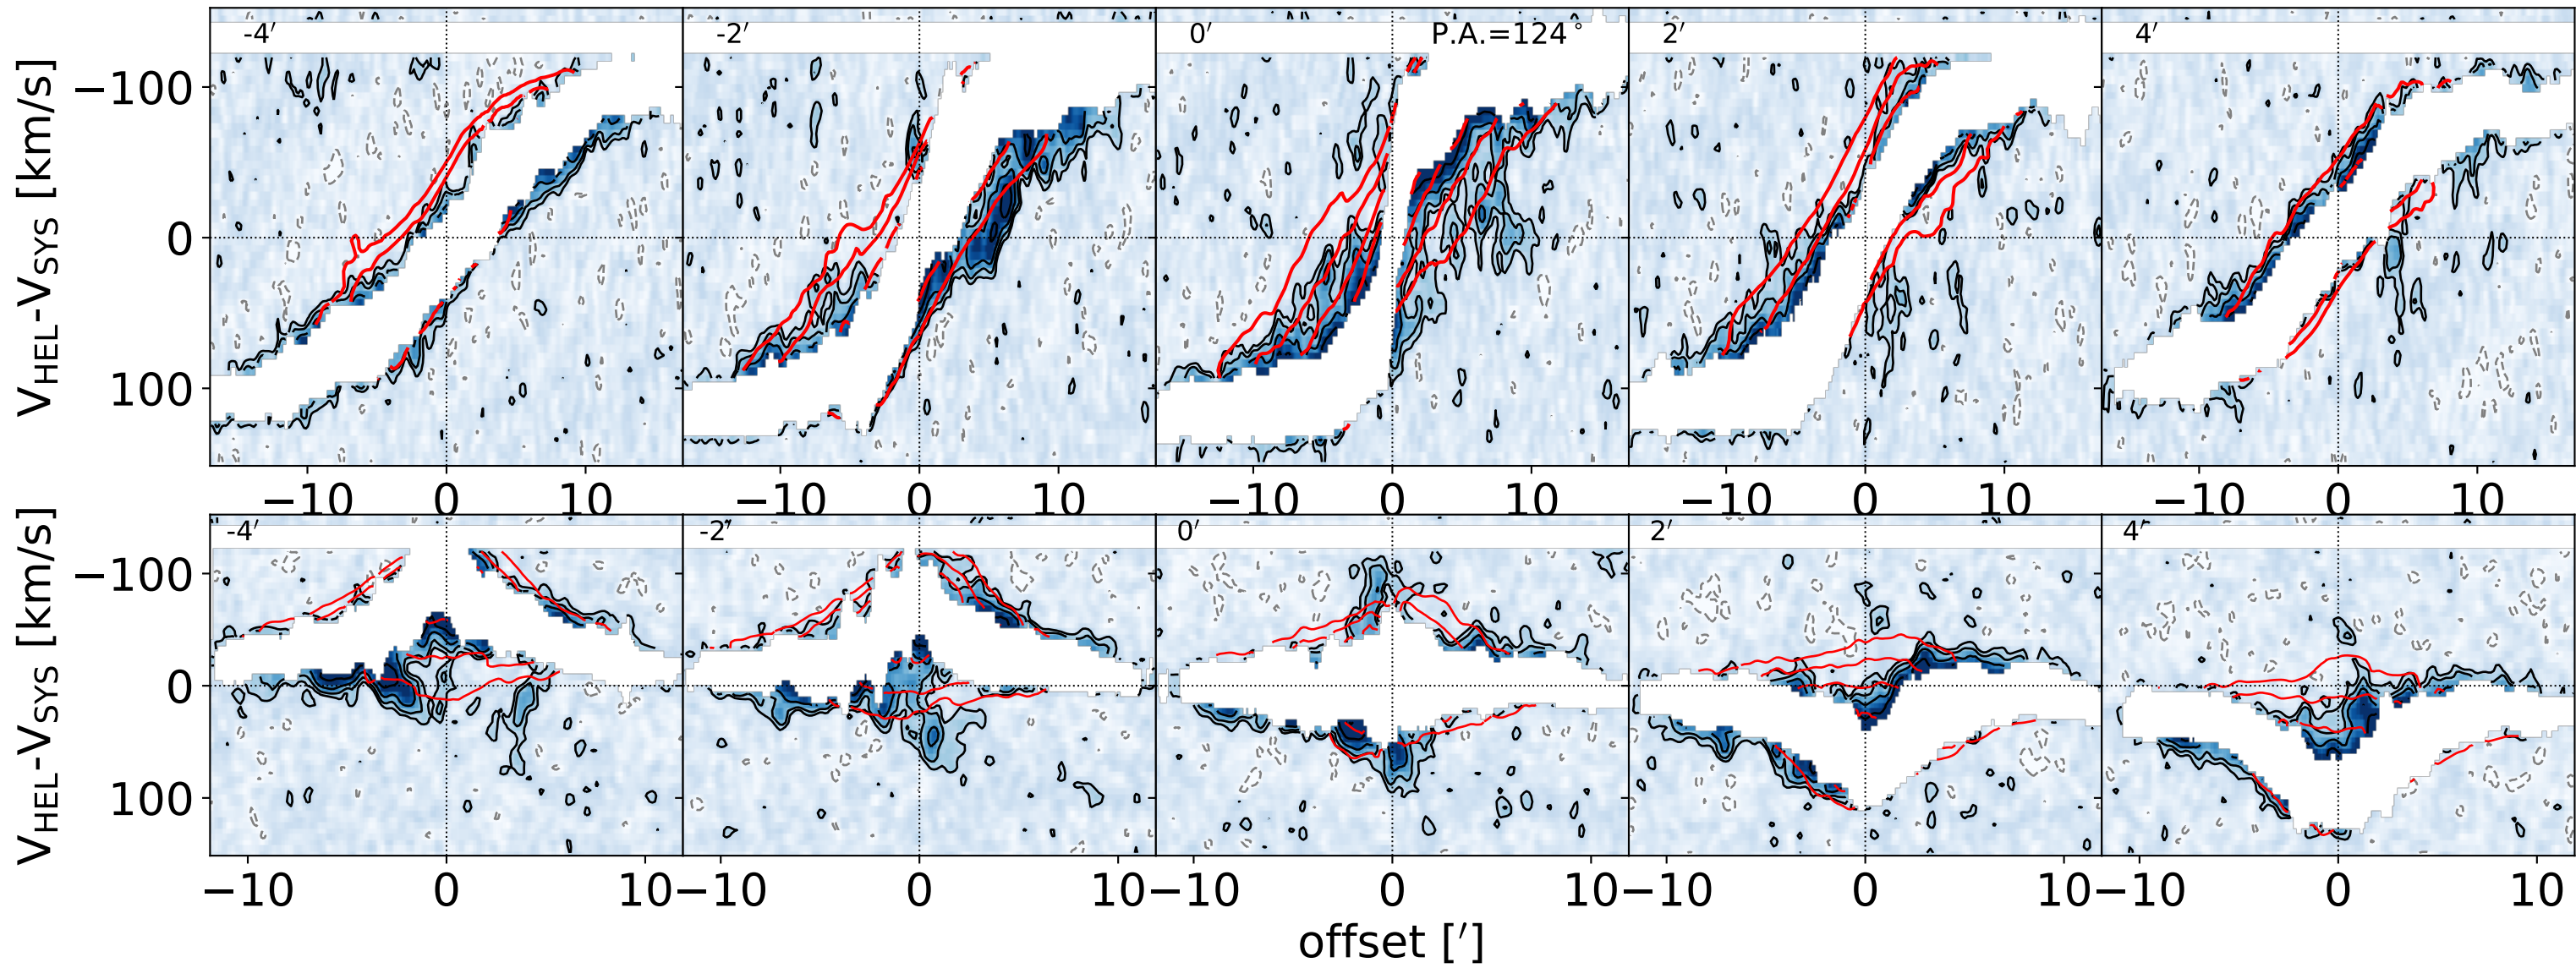 -4′ -2′ 0′ P.A.=124° 2′ 4′
V_HEL-V_SYS [km/s]
−100
0
100
−10 0 10 −10 0 10 −10 0 10 −10 0 10 −10 0 10
-4′ -2′ 0′ 2′ 4′
V_HEL-V_SYS [km/s]
−100
0
100
−10 0 10 −10 0 10 −10 0 10 −10 0 10 −10 0 10
offset [′]